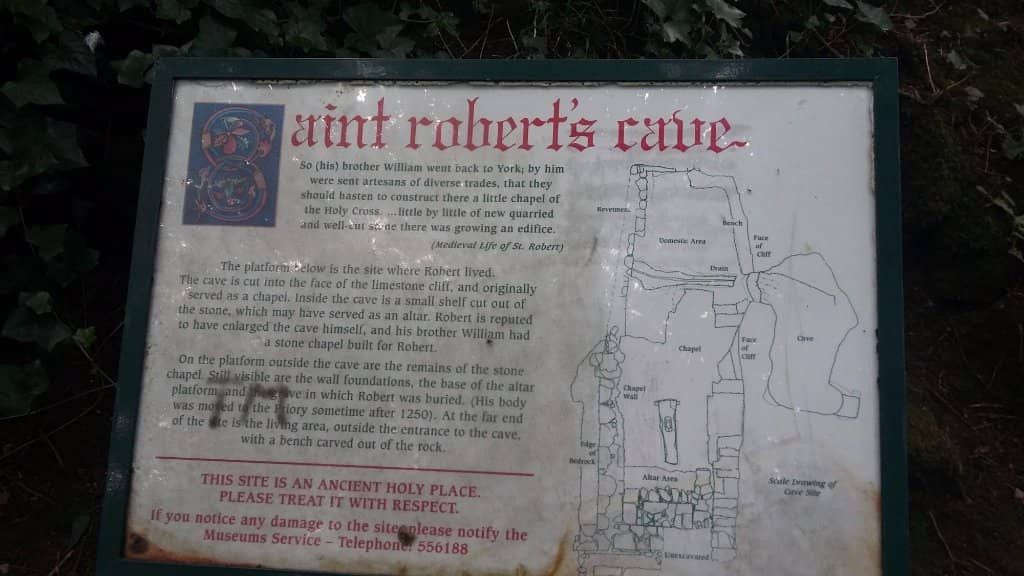 Saint robert's cave
So (his) brother William went back to York; by him
were sent artesans of diverse trades, that they
should hasten to construct there a little chapel of
the Holy Cross. ...little by little of new quarried
and well-cut stone there was growing an edifice.
(Medieval Life of St. Robert)
The platform below is the site where Robert lived.
The cave is cut into the face of the limestone cliff, and originally
served as a chapel. Inside the cave is a small shelf cut out of
the stone, which may have served as an altar. Robert is reputed
to have enlarged the cave himself, and his brother William had
a stone chapel built for Robert.
On the platform outside the cave are the remains of the stone
chapel. Still visible are the wall foundations, the base of the altar
platform, and the grave in which Robert was buried. (His body
was moved to the Priory sometime after 1250). At the far end
of the site is the living area, outside the entrance to the cave,
with a bench carved out of the rock.
TM
THIS SITE IS AN ANCIENT HOLY PLACE.
PLEASE TREAT IT WITH RESPECT.
If you notice any damage to the site please notify the
Museums Service – Telephone: 556188
Revetment
Bench
Domestic Area
Face
of
Cliff
Drain
Chapel
Face
of
Cliff
Cave
Chapel
Wall
Edge
of
Bedrock
Altar Area
Scale Drawing of
Cave Site
Unexcavated